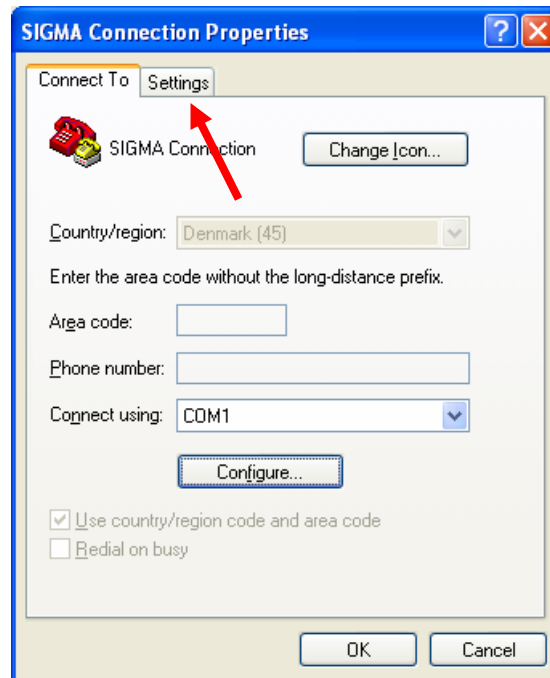 SIGMA Connection Properties
Connect To Settings
SIGMA Connection Change Icon...
Country/region: Denmark (45)
Enter the area code without the long-distance prefix.
Area code:
Phone number:
Connect using: COM1
Configure...
Use country/region code and area code
Redial on busy
OK Cancel